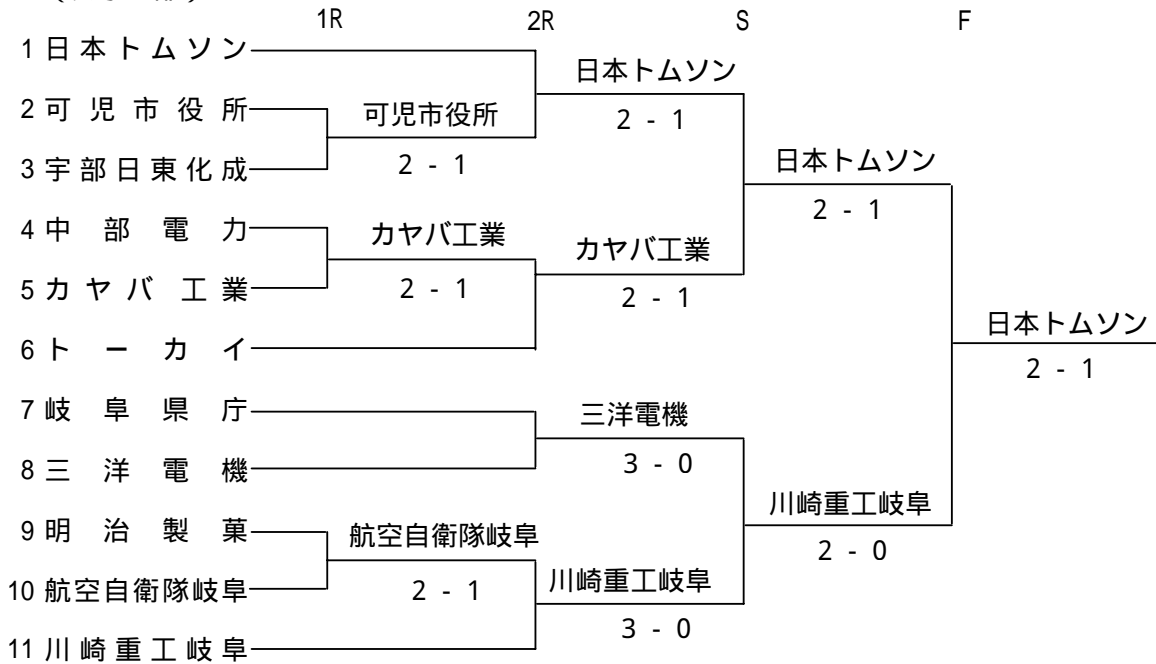 1R 2R S F
1 日本トムソン
日本トムソン
2 可児市役所
可児市役所
2 - 1
3 宇部日東化成
2 - 1
日本トムソン
4 中部電力
カヤバ工業
2 - 1
カヤバ工業
5 カヤバ工業
2 - 1
2 - 1
日本トムソン
6 トーカイ
2 - 1
7 岐阜県庁
三洋電機
8 三洋電機
3 - 0
川崎重工岐阜
9 明治製菓
航空自衛隊岐阜
2 - 0
10 航空自衛隊岐阜
2 - 1
川崎重工岐阜
3 - 0
11 川崎重工岐阜